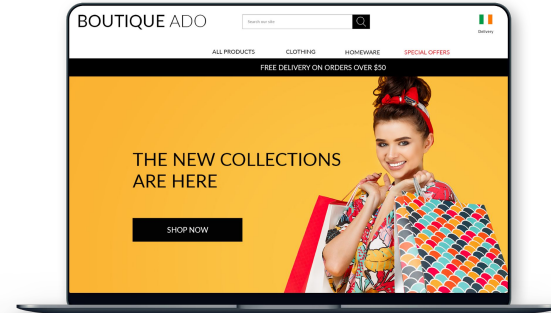 BOUTIQUE ADO
Search our site
Delivery
ALL PRODUCTS CLOTHING HOMEWARE SPECIAL OFFERS
FREE DELIVERY ON ORDERS OVER $50
THE NEW COLLECTIONS
ARE HERE
SHOP NOW